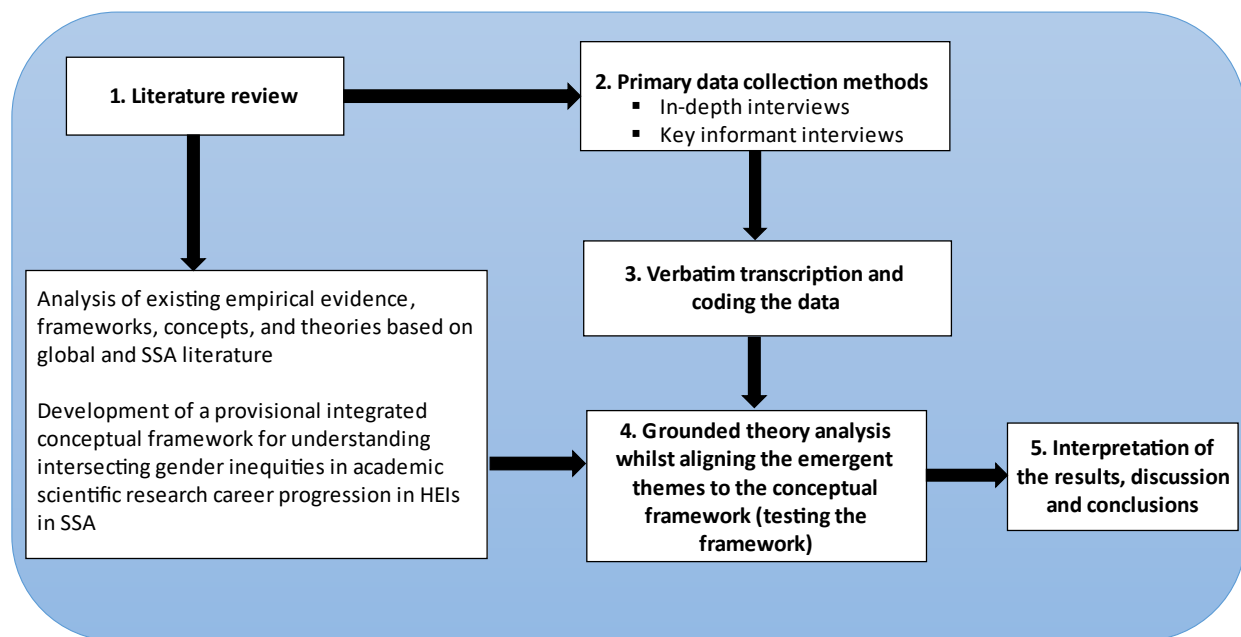 1. Literature review
2. Primary data collection methods
▪ In-depth interviews
▪ Key informant interviews
3. Verbatim transcription and
coding the data
Analysis of existing empirical evidence,
frameworks, concepts, and theories based on
global and SSA literature
Development of a provisional integrated
conceptual framework for understanding
intersecting gender inequities in academic
scientific research career progression in HEIs
in SSA
4. Grounded theory analysis
whilst aligning the emergent
themes to the conceptual
framework (testing the
framework)
5. Interpretation of
the results, discussion
and conclusions